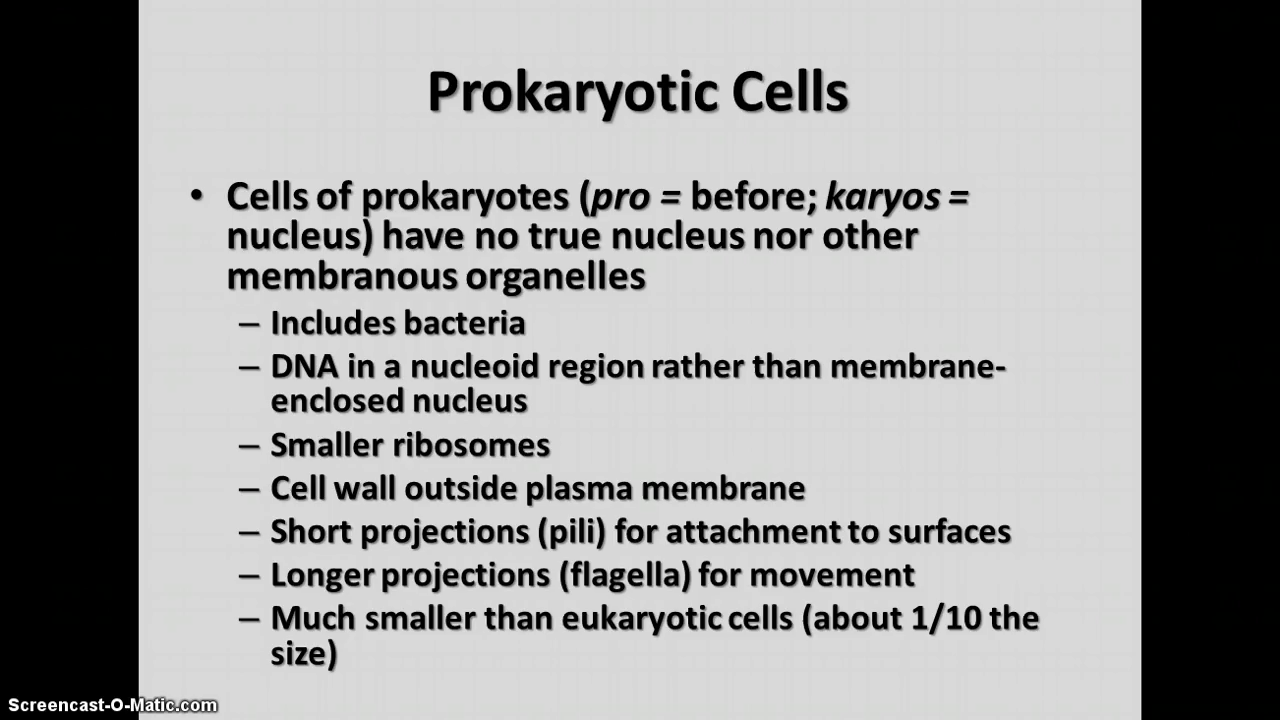 Prokaryotic Cells
• Cells of prokaryotes (pro = before; karyos =
nucleus) have no true nucleus nor other
membranous organelles
– Includes bacteria
– DNA in a nucleoid region rather than membrane-
enclosed nucleus
– Smaller ribosomes
– Cell wall outside plasma membrane
– Short projections (pili) for attachment to surfaces
– Longer projections (flagella) for movement
– Much smaller than eukaryotic cells (about 1/10 the
size)
Screencast-O-Matic.com